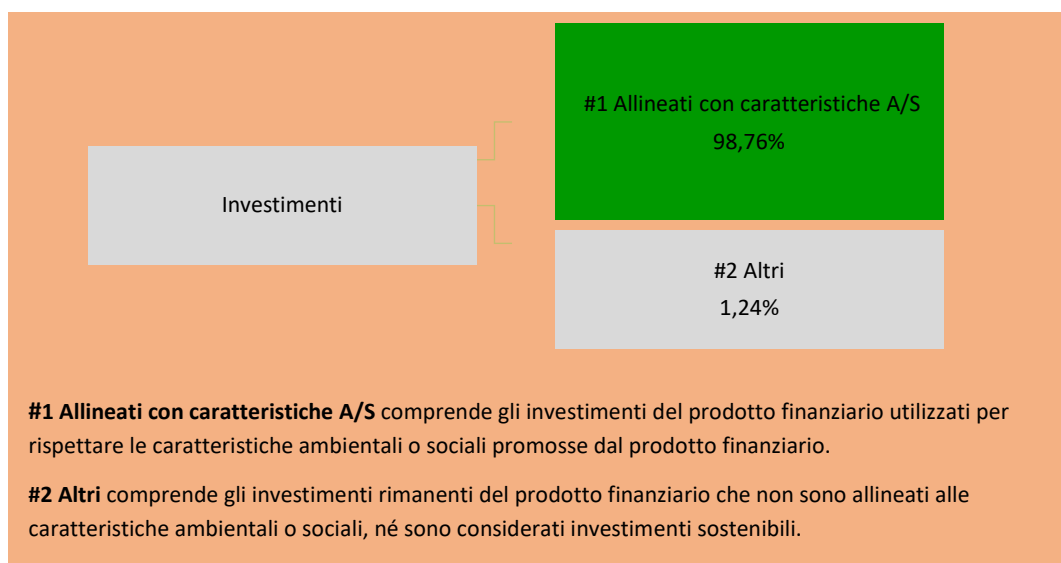 #1 Allineati con caratteristiche A/S
98,76%
Investimenti
#2 Altri
1,24%
#1 Allineati con caratteristiche A/S comprende gli investimenti del prodotto finanziario utilizzati per
rispettare le caratteristiche ambientali o sociali promosse dal prodotto finanziario.
#2 Altri comprende gli investimenti rimanenti del prodotto finanziario che non sono allineati alle
caratteristiche ambientali o sociali, né sono considerati investimenti sostenibili.